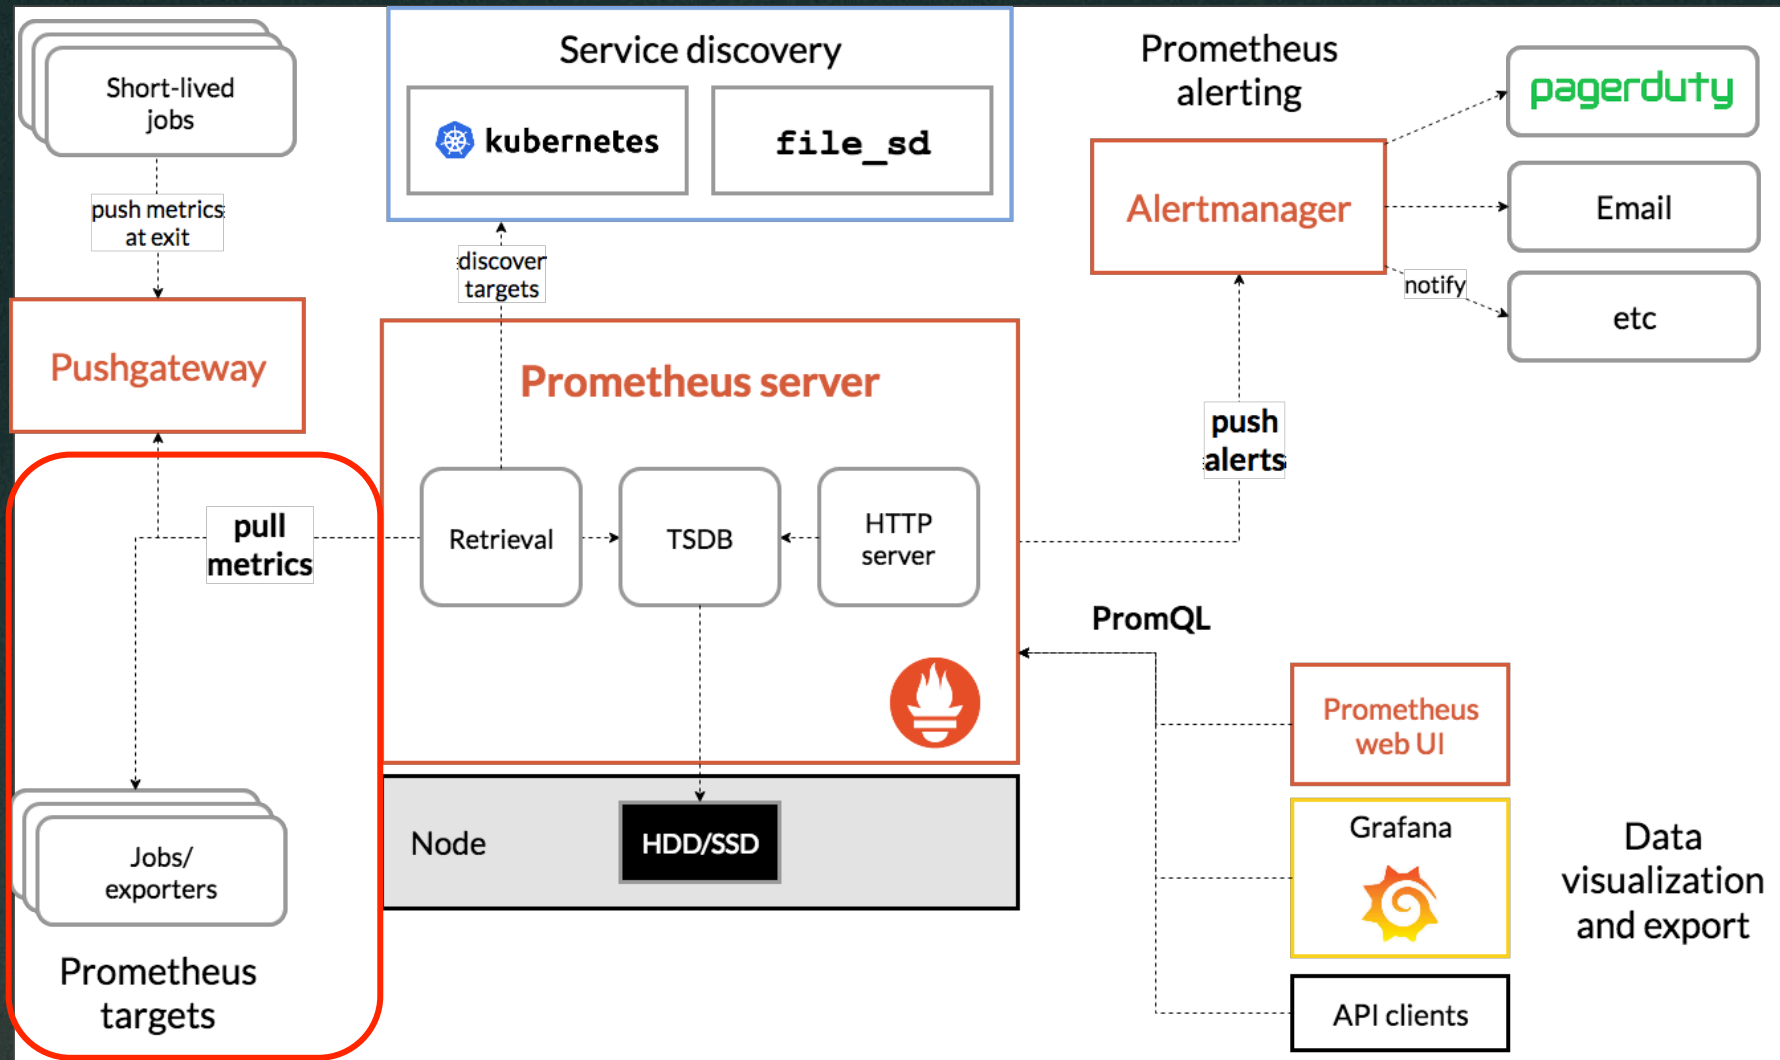 Short-lived
jobs
push metrics
at exit
Pushgateway
pull
metrics
Jobs/
exporters
Prometheus
targets
Service discovery
kubernetes
file_sd
discover
targets
Prometheus server
Retrieval
TSDB
HTTP
server
Node
HDD/SSD
Prometheus
alerting
Alertmanager
pagerduty
Email
notify
etc
push
alerts
PromQL
Prometheus
web UI
Grafana
API clients
Data
visualization
and export